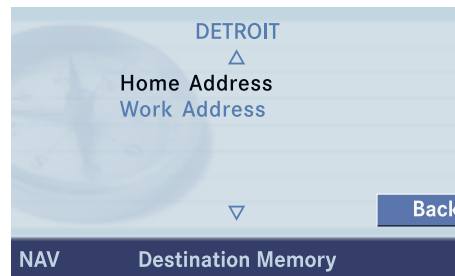 DETROIT
Home Address
Work Address
Back
NAV Destination Memory